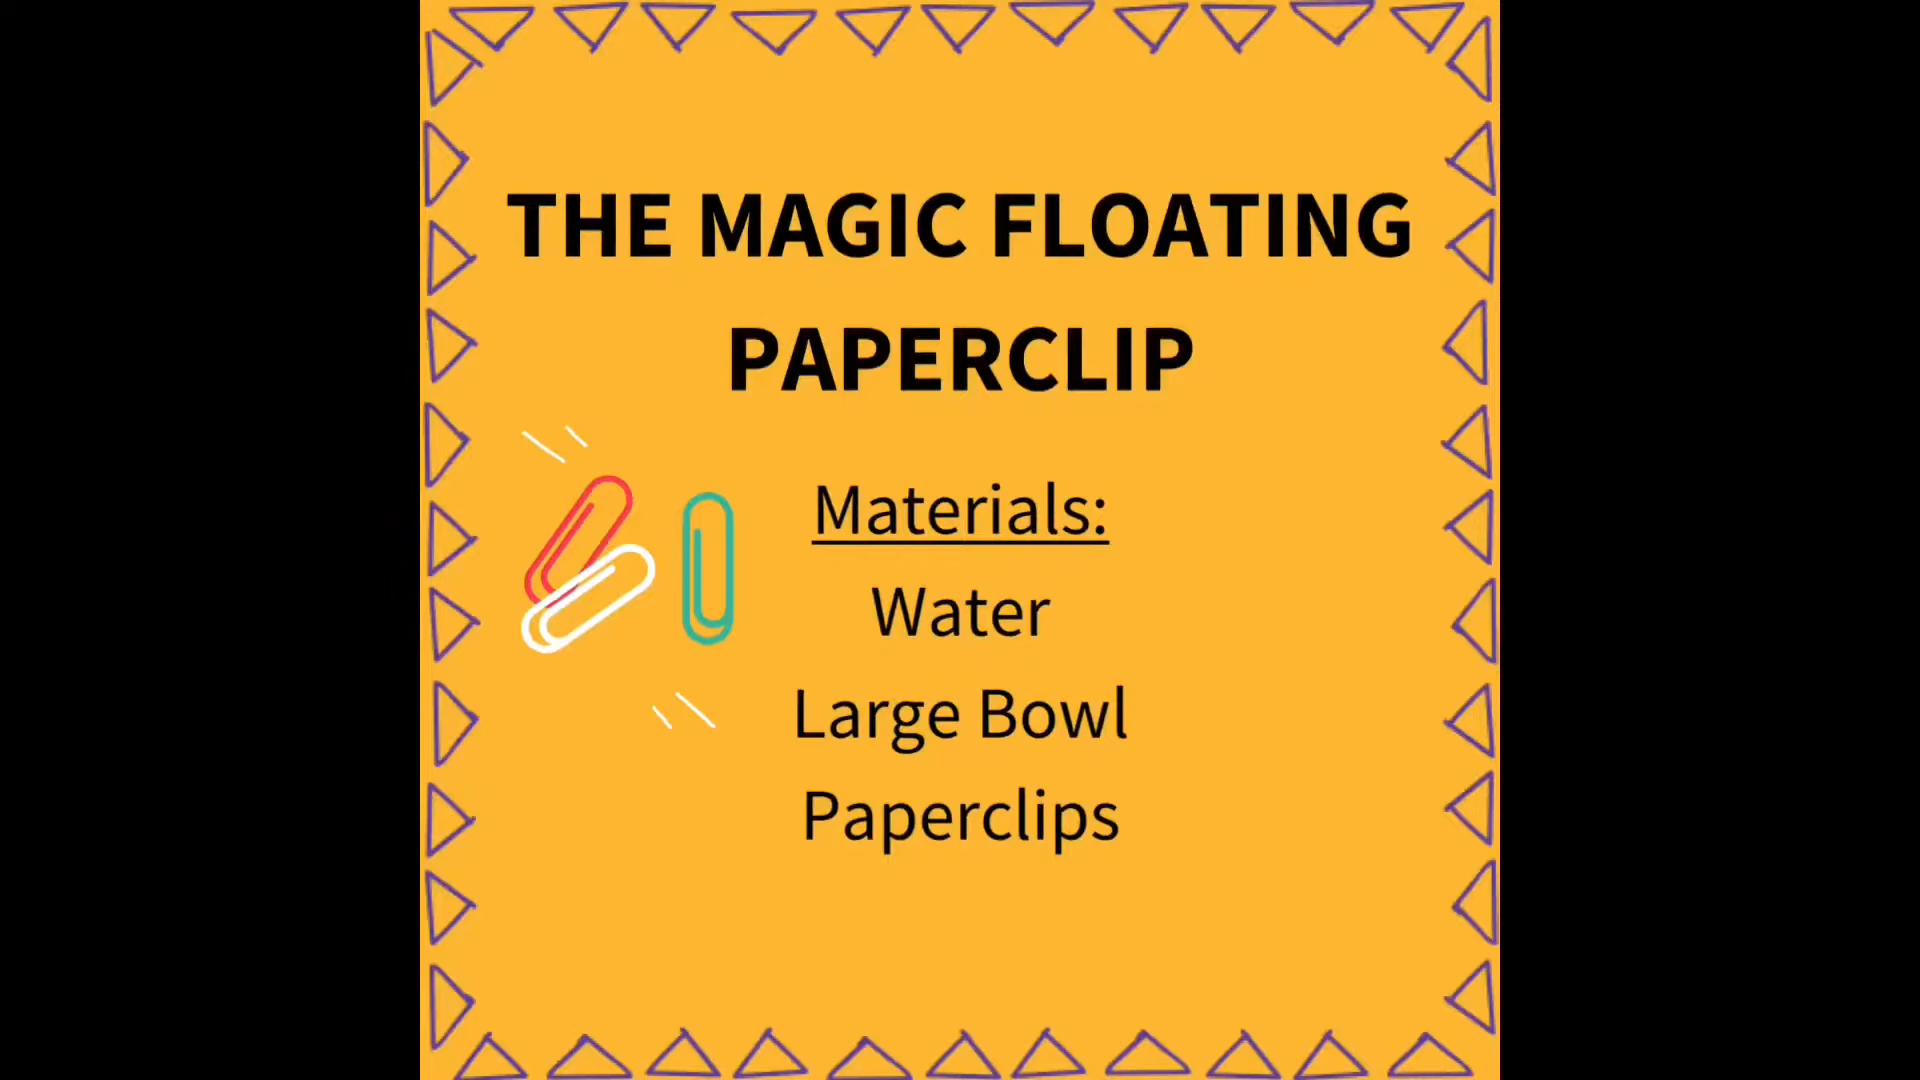 THE MAGIC FLOATING
PAPERCLIP
Materials:
Water
Large Bowl
Paperclips